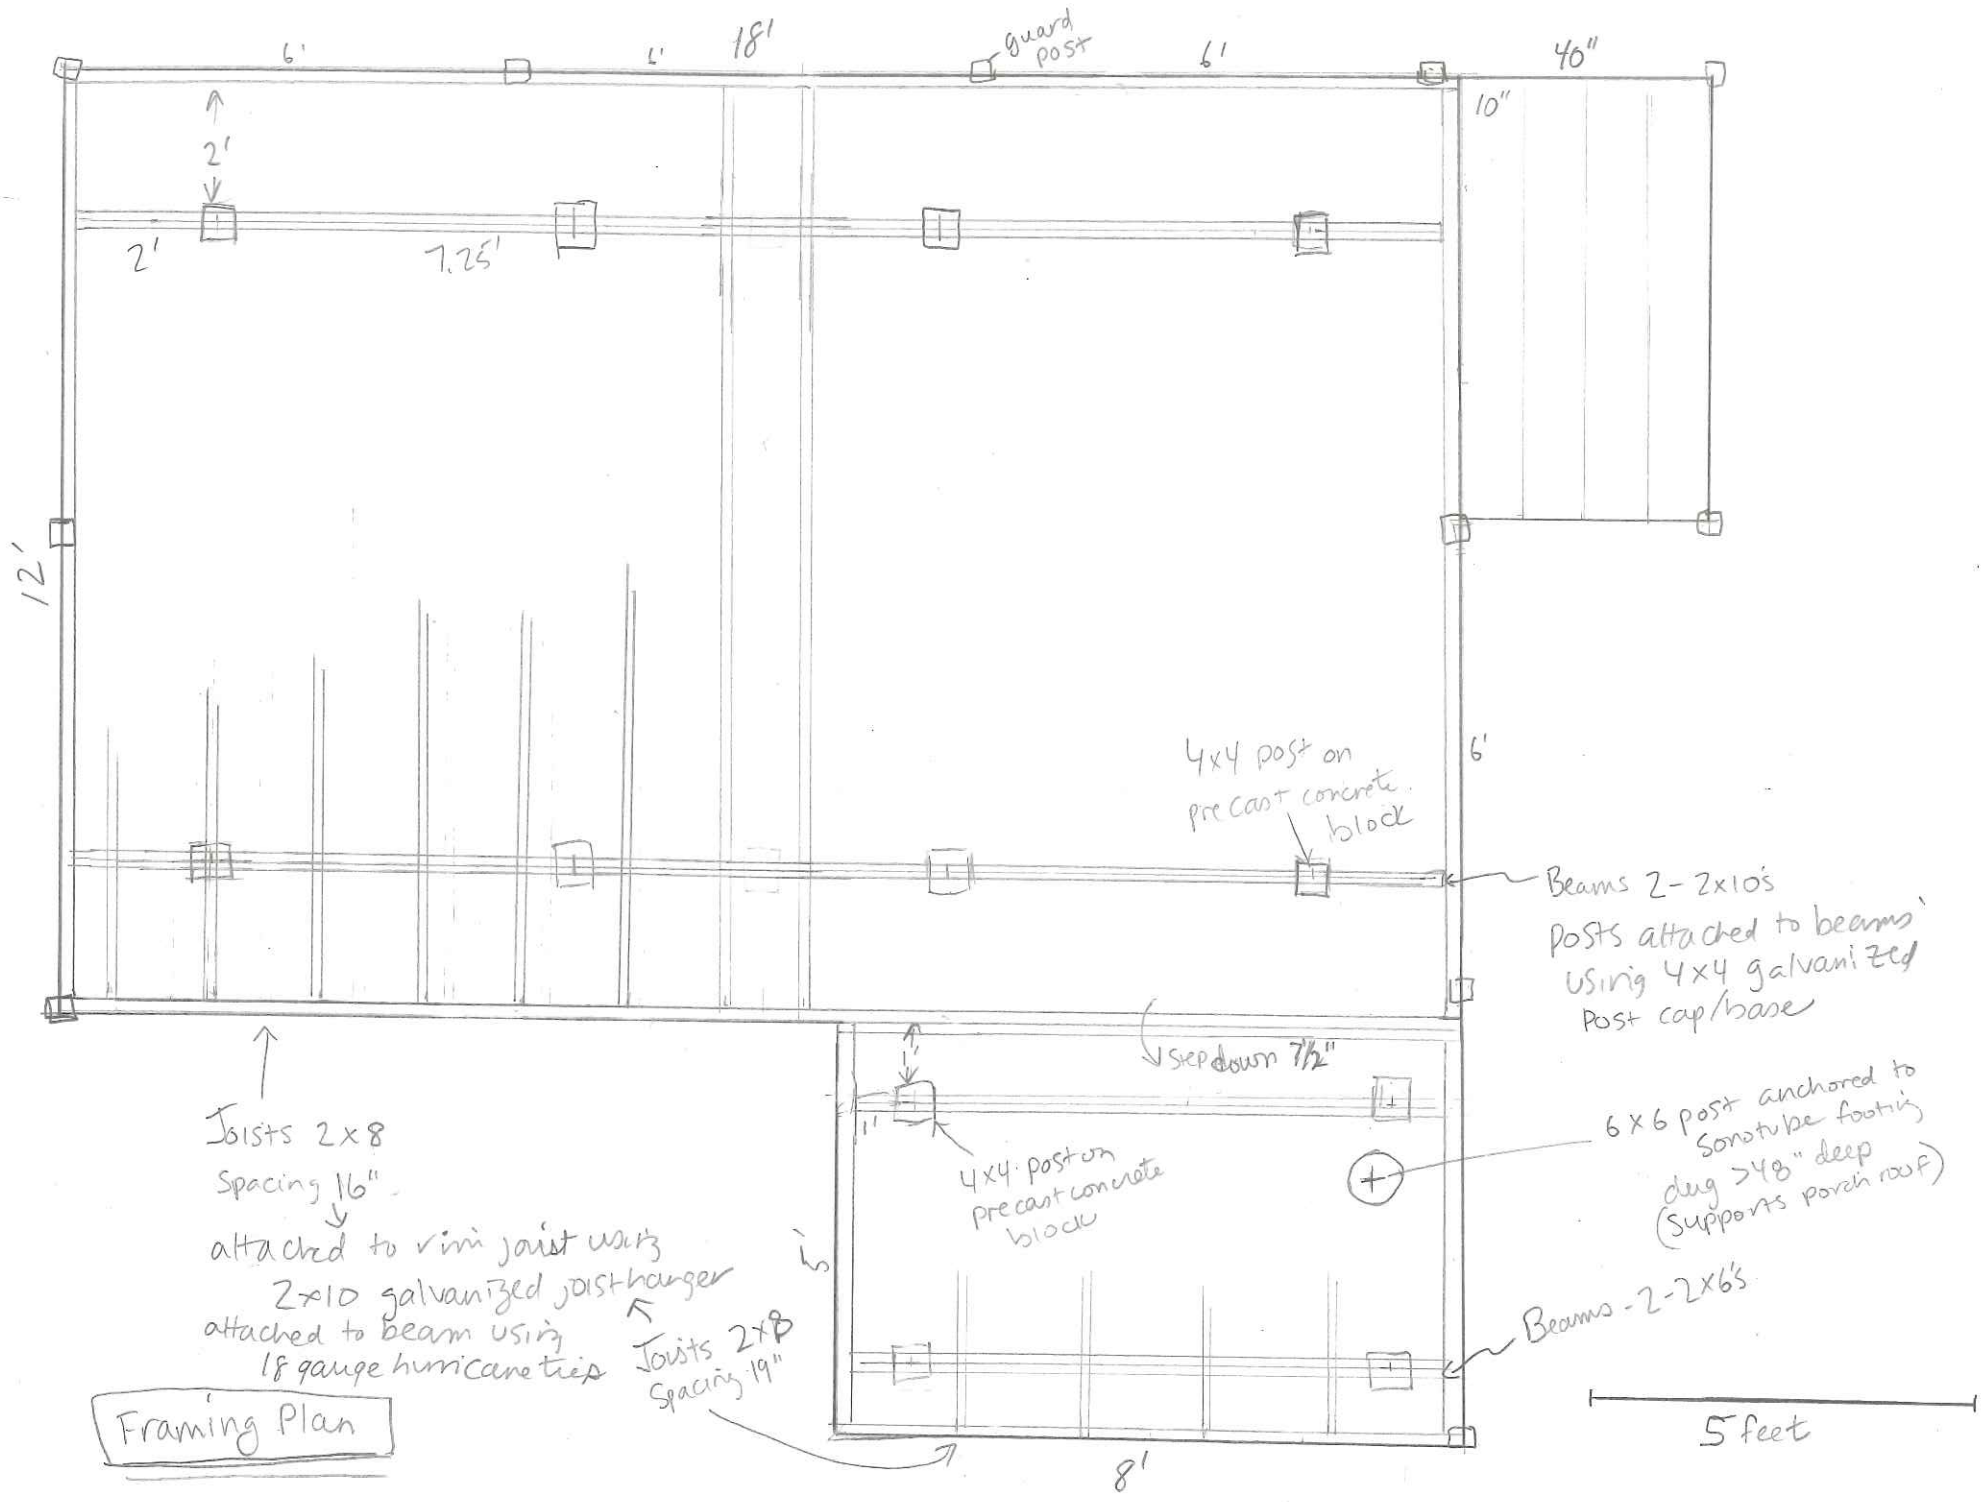 6'
6'
18'
guard
post
6'
40"
10"
2'
2'
7.25'
12'
4x4 post on
precast concrete
block
6'
Beams 2-2x10's
Posts attached to beams
using 4x4 galvanized
Post cap/base
step down 7 1/2"
1'
1'
4x4 post on
precast concrete
block
6x6 post anchored to
sonotube footing
dug >48" deep
(supports porch roof)
Joists 2x8
Spacing 16"
attached to rim joist using
2x10 galvanized joist hanger
attached to beam using
18 gauge hurricane ties
Joists 2x8
Spacing 19"
Beams - 2-2x6's
Framing Plan
8'
5 feet